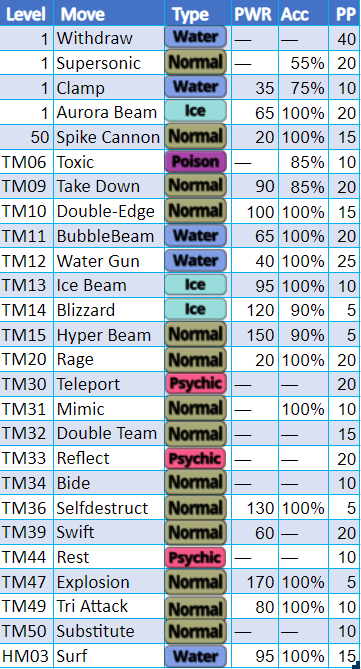 Level Move Type PWR Acc PP
1 Withdraw Water — — 40
1 Supersonic Normal — 55% 20
1 Clamp Water 35 75% 10
1 Aurora Beam Ice 65 100% 20
50 Spike Cannon Normal 20 100% 15
TM06 Toxic Poison — 85% 10
TM09 Take Down Normal 90 85% 20
TM10 Double-Edge Normal 100 100% 15
TM11 BubbleBeam Water 65 100% 20
TM12 Water Gun Water 40 100% 25
TM13 Ice Beam Ice 95 100% 10
TM14 Blizzard Ice 120 90% 5
TM15 Hyper Beam Normal 150 90% 5
TM20 Rage Normal 20 100% 20
TM30 Teleport Psychic — — 20
TM31 Mimic Normal — 100% 10
TM32 Double Team Normal — — 15
TM33 Reflect Psychic — — 20
TM34 Bide Normal — — 10
TM36 Selfdestruct Normal 130 100% 5
TM39 Swift Normal 60 — 20
TM44 Rest Psychic — — 10
TM47 Explosion Normal 170 100% 5
TM49 Tri Attack Normal 80 100% 10
TM50 Substitute Normal — — 10
HM03 Surf Water 95 100% 15